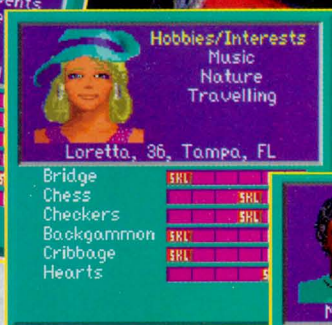 Hobbies/Interests
Music
Nature
Travelling
Loretta, 36, Tampa, FL
Bridge SKL
Chess SKL
Checkers SKL
Backgammon SKL
Cribbage SKL
Hearts